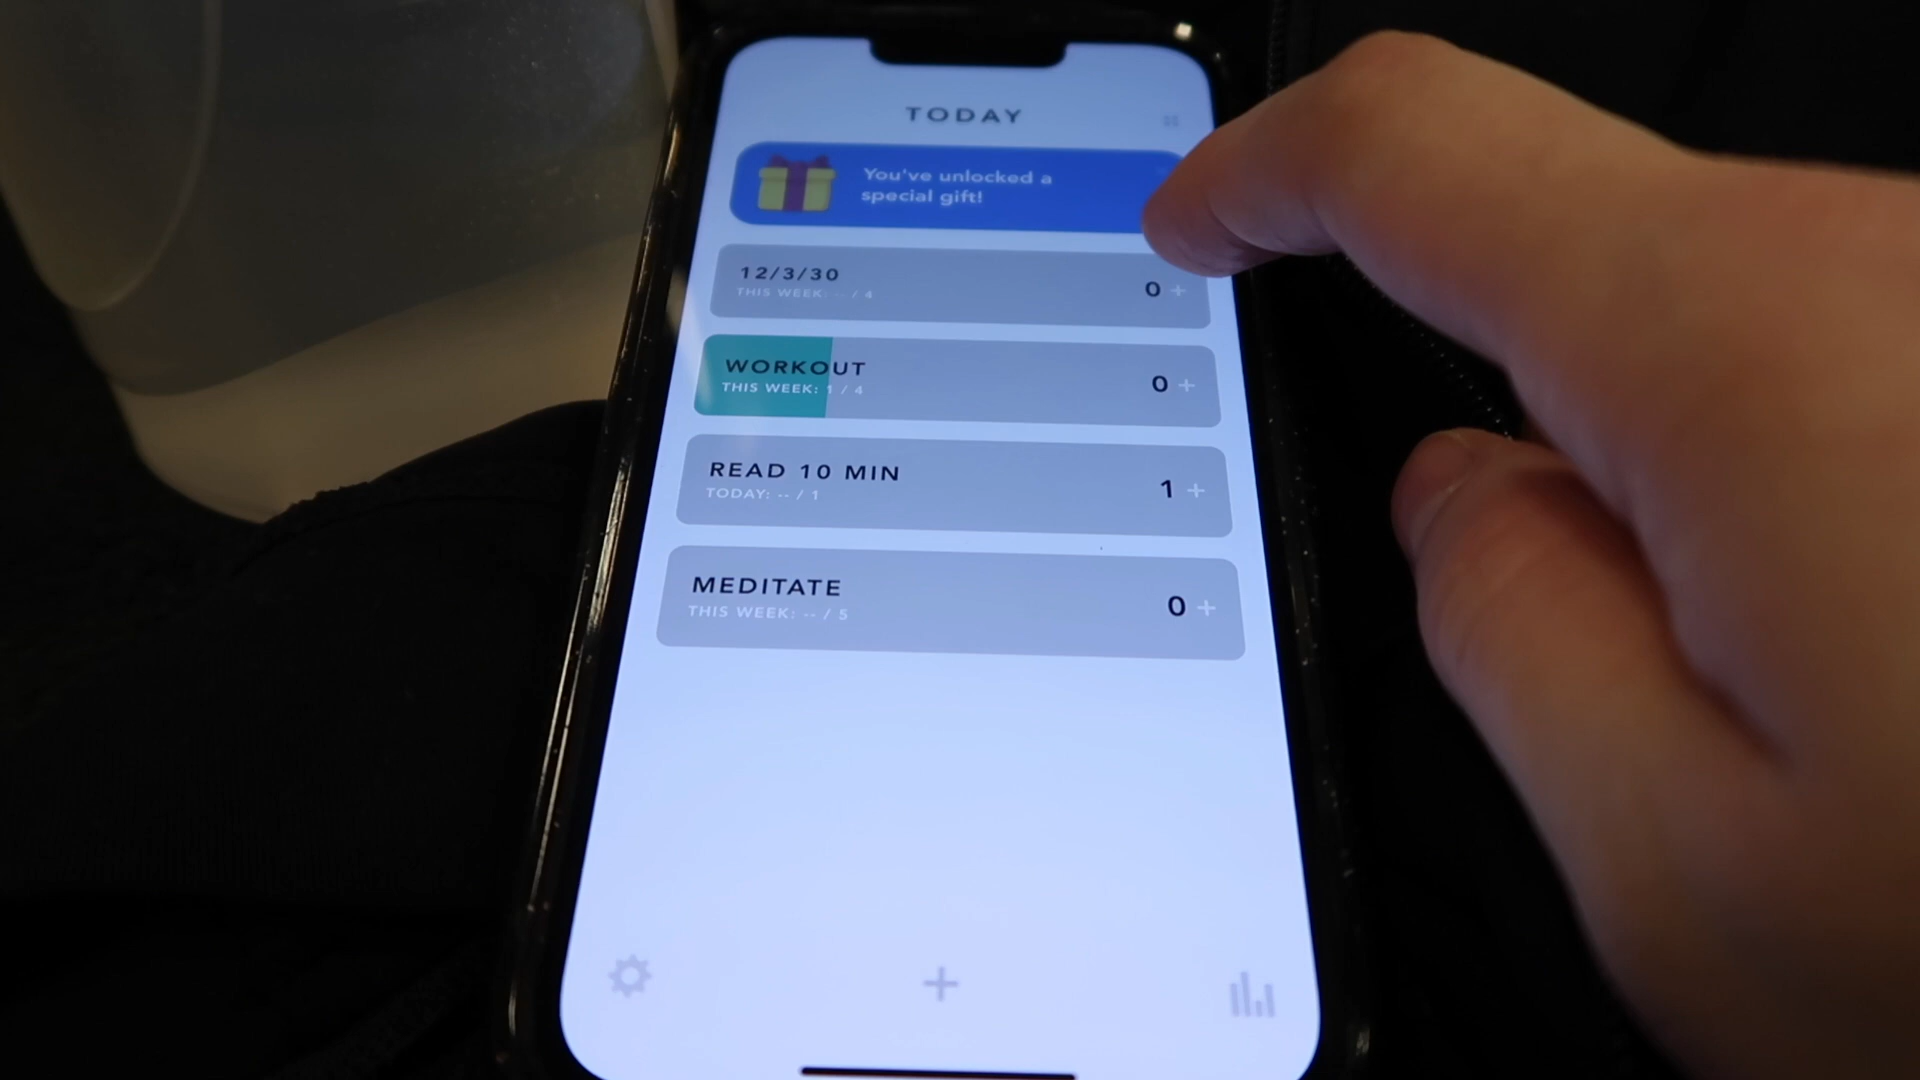 TODAY
You've unlocked a
special gift!
12/3/30
THIS WEEK: -- / 4
0 +
WORKOUT
THIS WEEK: 1 / 4
0 +
READ 10 MIN
TODAY: -- / 1
1 +
MEDITATE
THIS WEEK: -- / 5
0 +